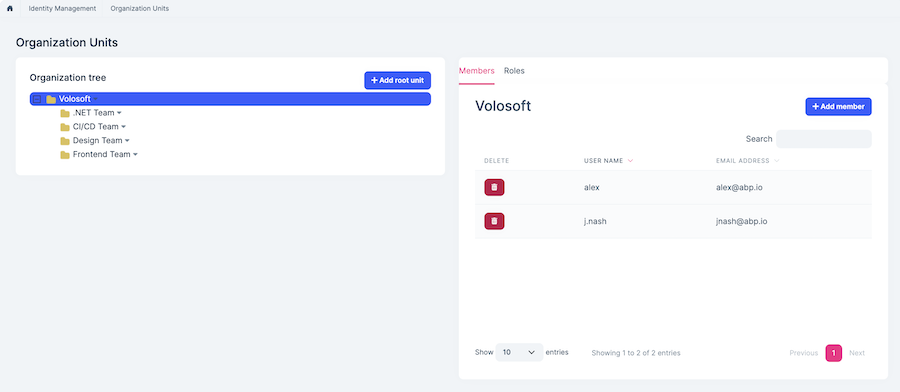 Identity Management Organization Units
Organization Units
Organization tree
+ Add root unit
Volosoft
.NET Team
CI/CD Team
Design Team
Frontend Team
Members Roles
Volosoft
+ Add member
Search
DELETE USER NAME EMAIL ADDRESS
alex alex@abp.io
j.nash jnash@abp.io
Show 10 entries Showing 1 to 2 of 2 entries Previous 1 Next